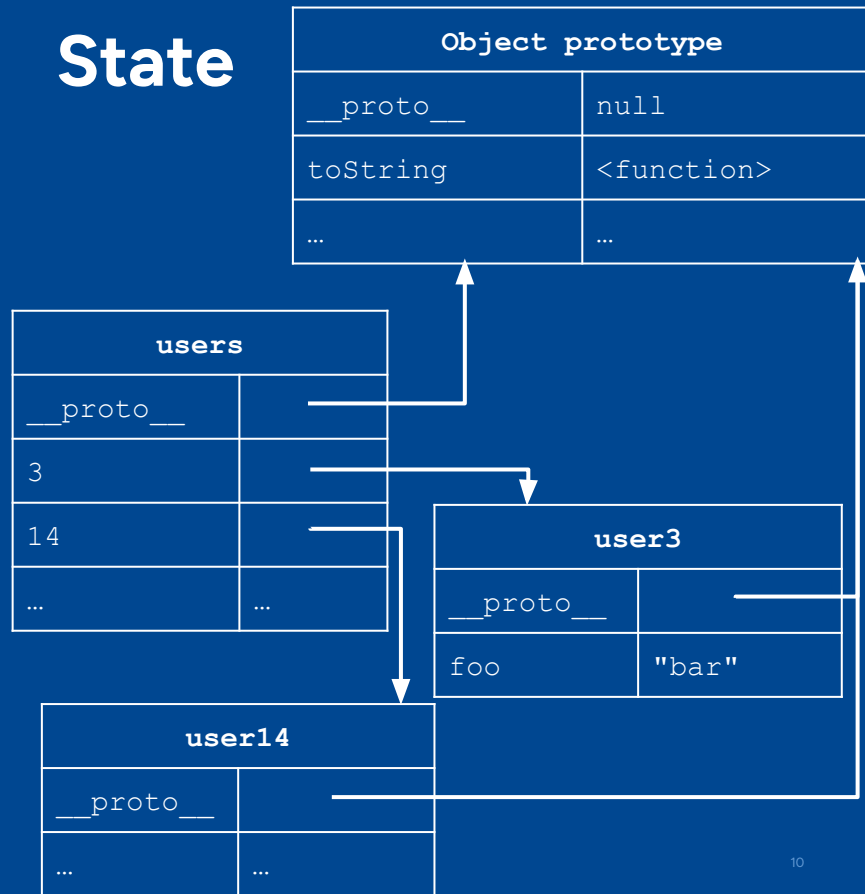 State
Object prototype
__proto__ null
toString <function>
… …
users
__proto__
3
14
… …
user3
__proto__
foo "bar"
user14
__proto__
… …
10